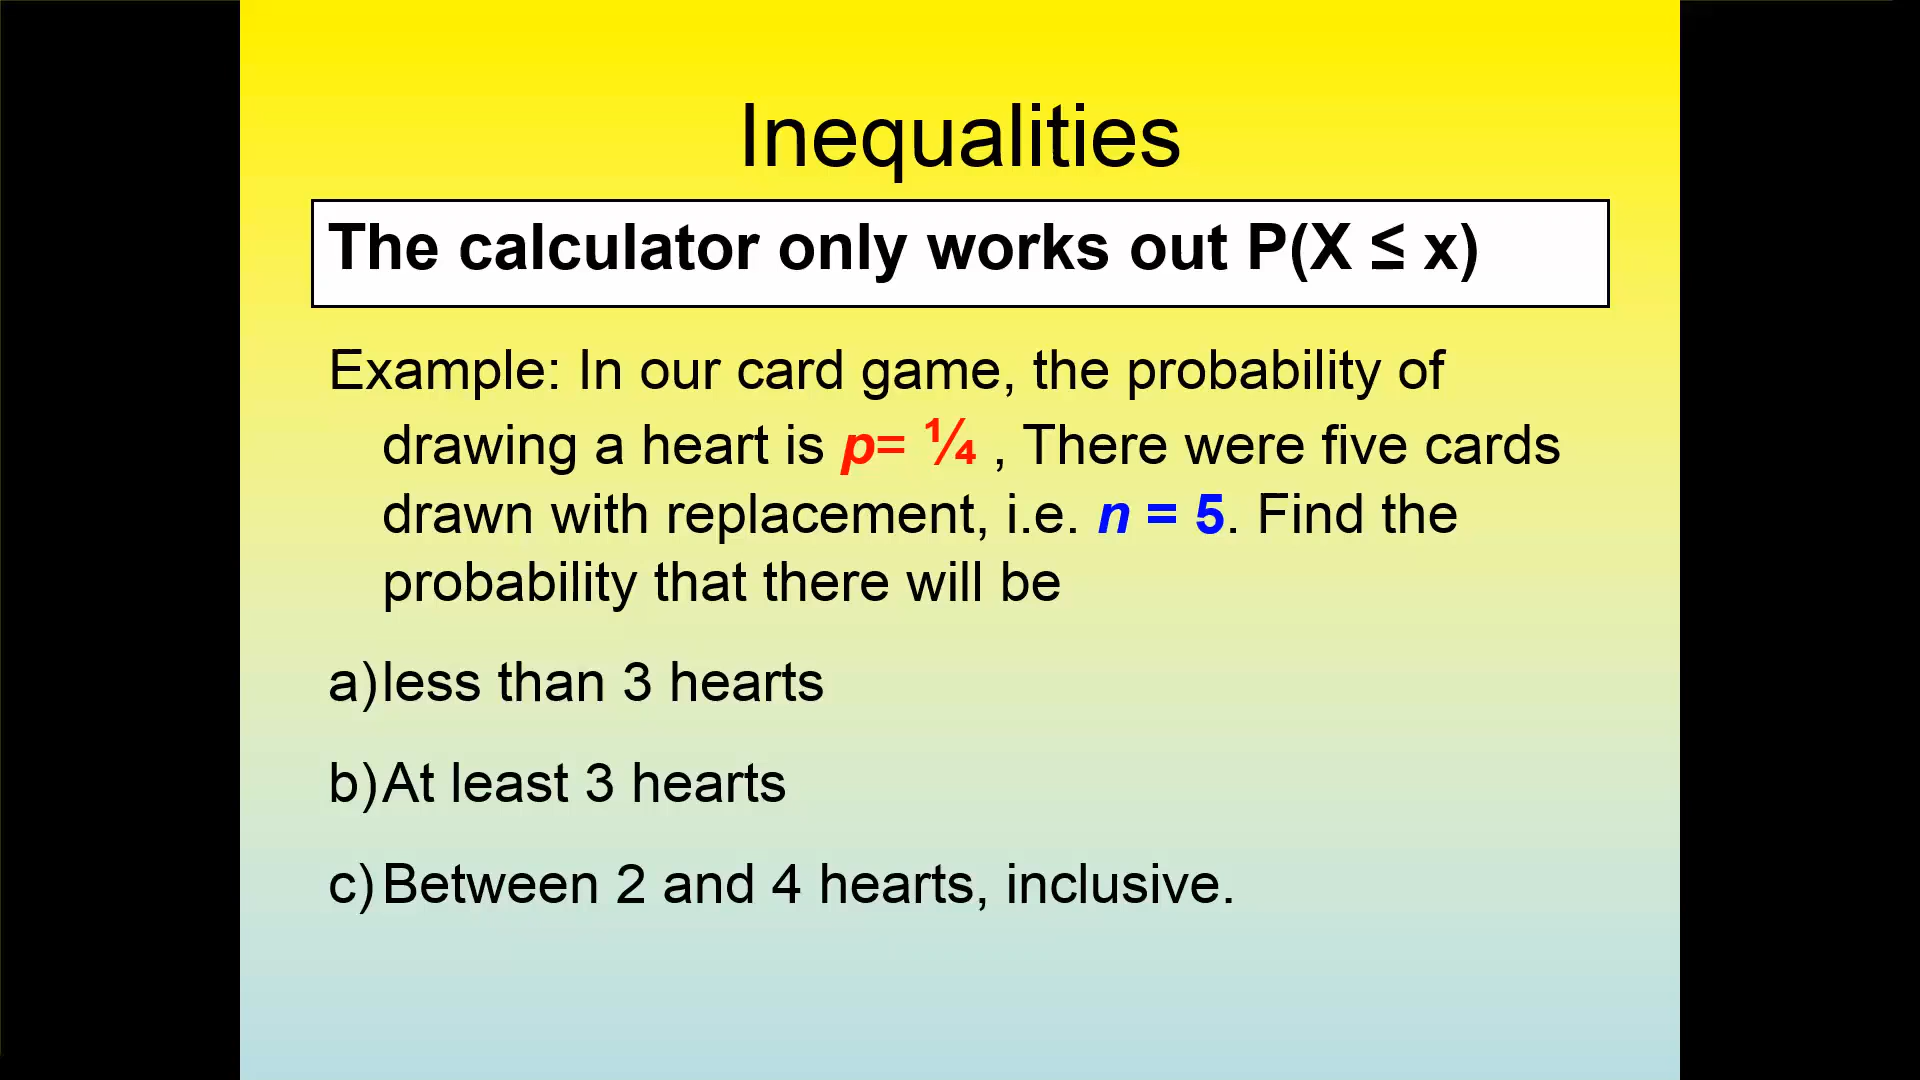 Inequalities
The calculator only works out P(X ≤ x)
Example: In our card game, the probability of
drawing a heart is p= ¼ , There were five cards
drawn with replacement, i.e. n = 5. Find the
probability that there will be
a) less than 3 hearts
b) At least 3 hearts
c) Between 2 and 4 hearts, inclusive.